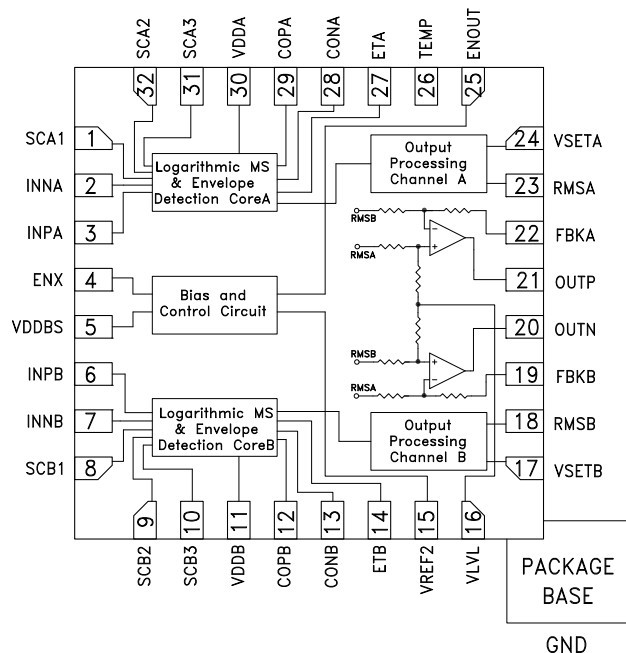 SCA2
SCA3
VDDA
COPA
CONA
ETA
TEMP
ENOUT
32
31
30
29
28
27
26
25
SCA1
1
INNA
2
INPA
3
ENX
4
VDDBS
5
INPB
6
INNB
7
SCB1
8
Logarithmic MS
& Envelope
Detection CoreA
Output
Processing
Channel A
24
VSETA
23
RMSA
22
FBKA
21
OUTP
20
OUTN
19
FBKB
18
RMSB
17
VSETB
RMSB
RMSA
−
+
Bias and
Control Circuit
RMSB
RMSA
+
−
Logarithmic MS
& Envelope
Detection CoreB
Output
Processing
Channel B
9
10
11
12
13
14
15
16
SCB2
SCB3
VDDB
COPB
CONB
ETB
VREF2
VLVL
PACKAGE
BASE
GND